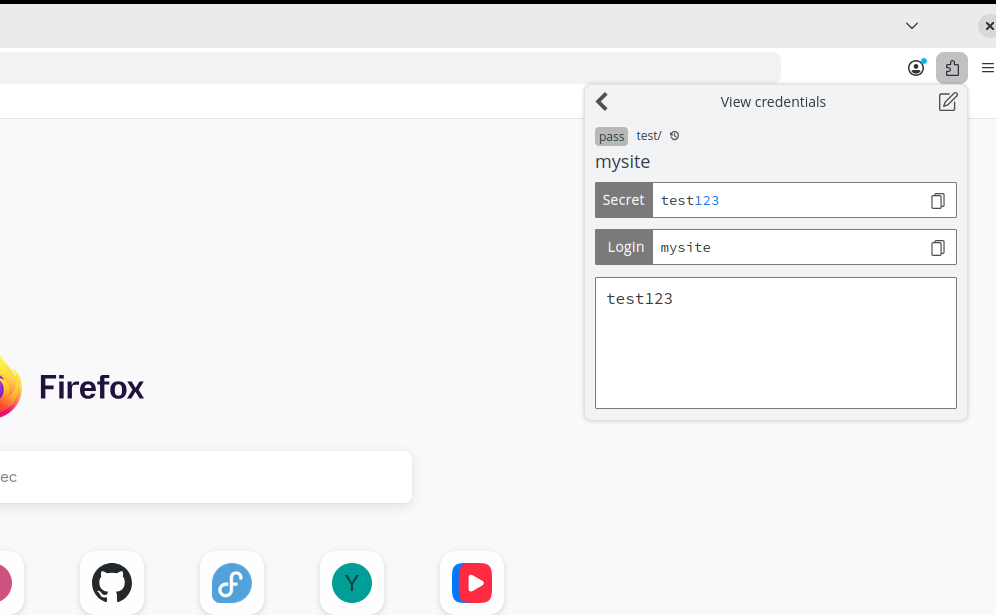 View credentials
pass test/
mysite
Secret test123
Login mysite
test123
Firefox
ec
Y